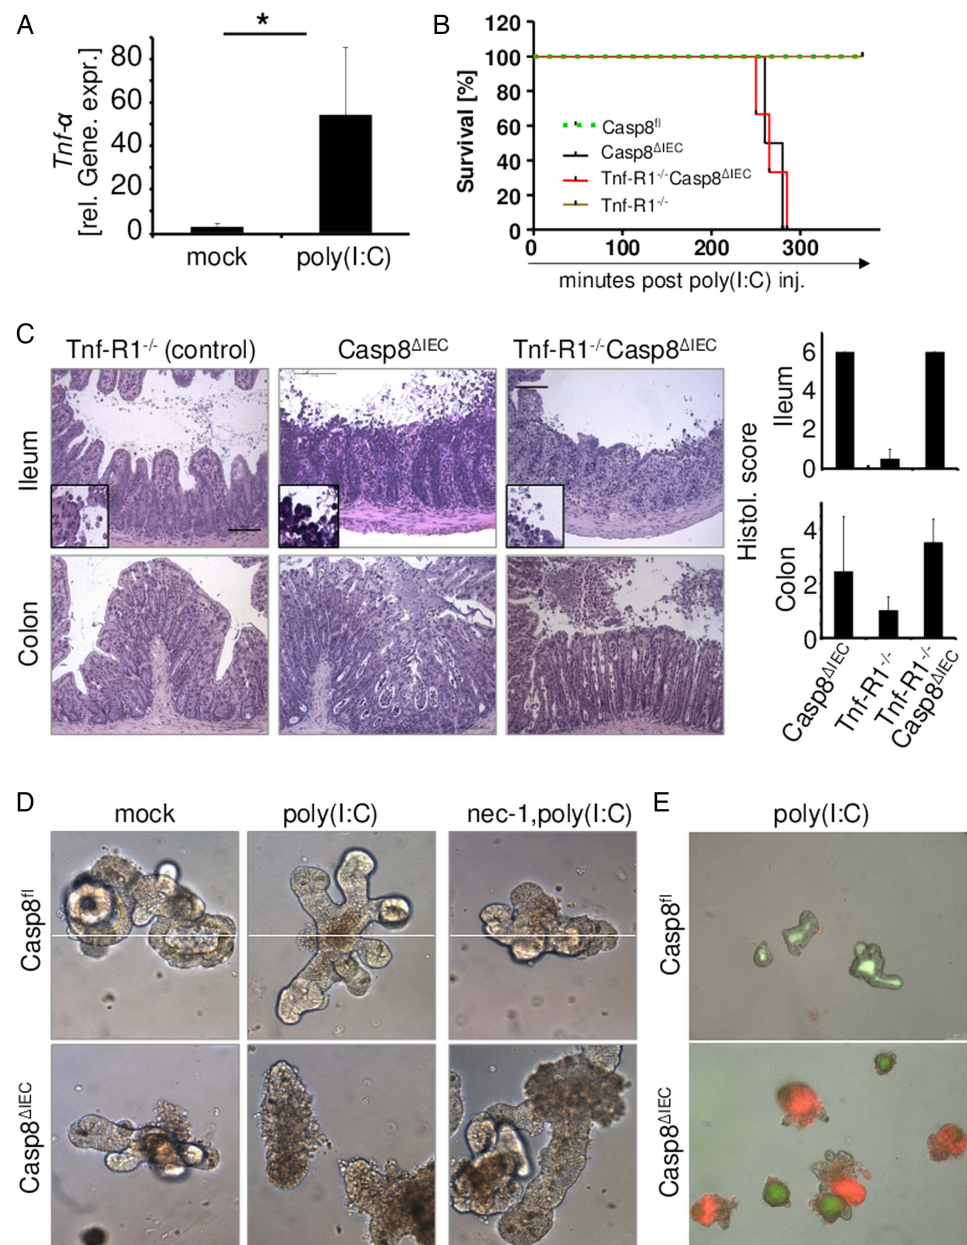 A
*
Tnf-α
[rel. Gene. expr.]
80
60
40
20
0
mock
poly(I:C)
B
Survival [%]
120
100
80
60
40
20
0
Casp8fl
Casp8ΔIEC
Tnf-R1-/-Casp8ΔIEC
Tnf-R1-/-
0
100
200
300
minutes post poly(I:C) inj.
C
Tnf-R1-/- (control)
Casp8ΔIEC
Tnf-R1-/-Casp8ΔIEC
Ileum
Colon
Histol. score
Ileum
6
4
2
0
Colon
4
2
0
Casp8ΔIEC
Tnf-R1-/-
Tnf-R1-/-
Casp8ΔIEC
D
mock
poly(I:C)
nec-1,poly(I:C)
Casp8fl
Casp8ΔIEC
E
poly(I:C)
Casp8fl
Casp8ΔIEC